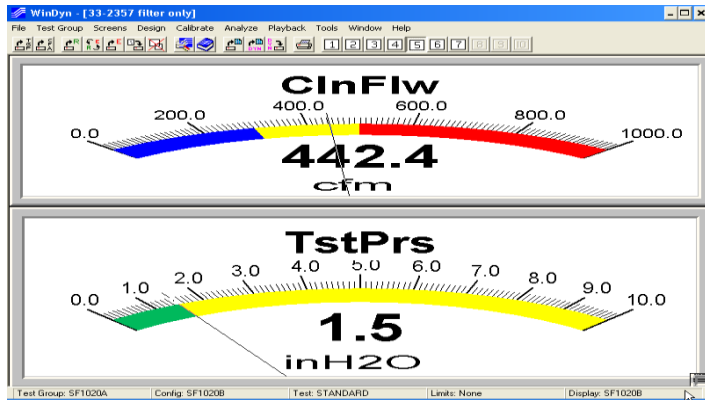 WinDyn - [33-2357 filter only]
File Test Group Screens Design Calibrate Analyze Playback Tools Window Help
1 2 3 4 5 6 7 8 9 10
ClnFlw
0.0 200.0 400.0 600.0 800.0 1000.0
442.4
cfm
TstPrs
0.0 1.0 2.0 3.0 4.0 5.0 6.0 7.0 8.0 9.0 10.0
1.5
inH2O
Test Group: SF1020A Config: SF1020B Test: STANDARD Limits: None Display: SF1020B